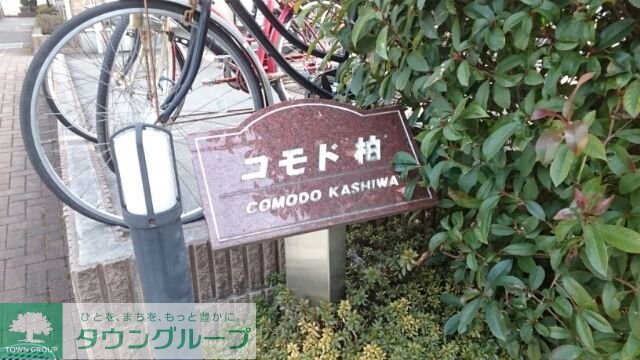 コモド 柏
COMODO KASHIWA
ひとを、まちを、もっと豊かに。
タウングループ
TOWN GROUP